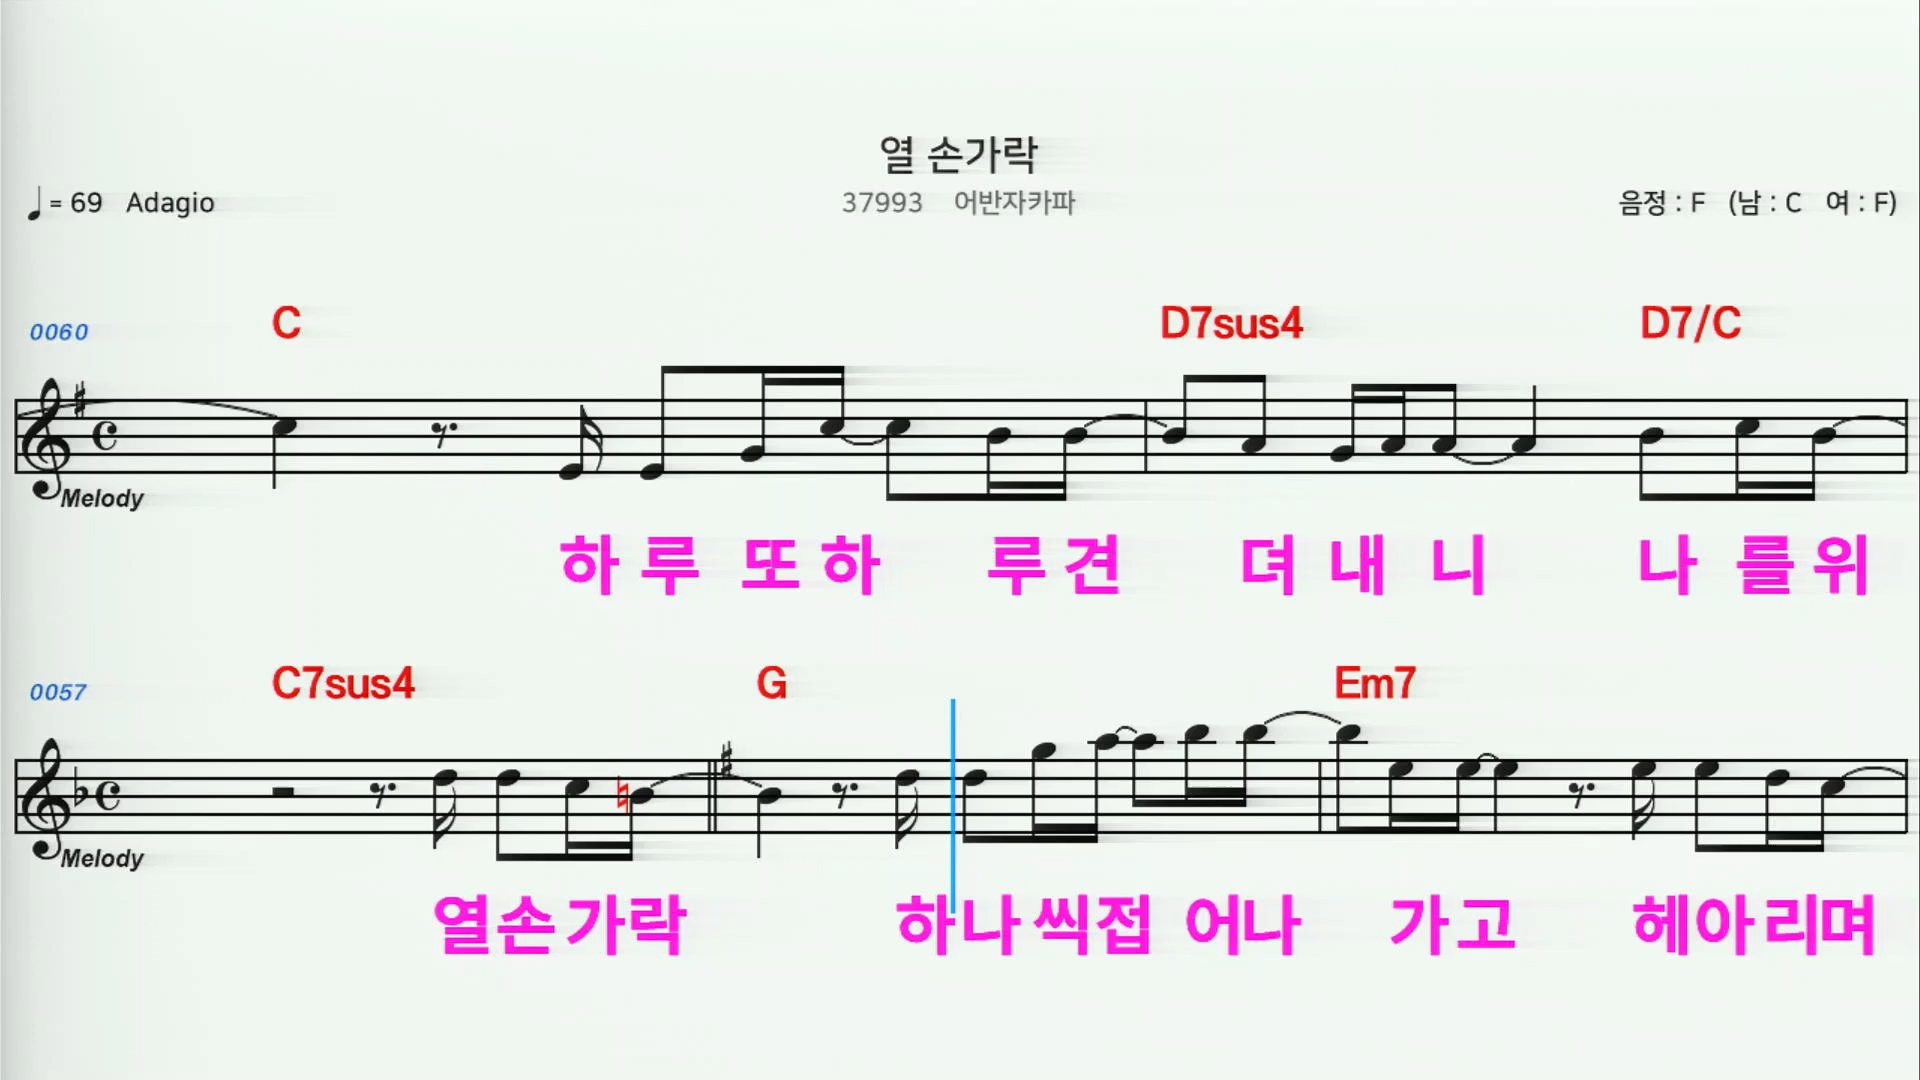 열 손가락
♩ = 69 Adagio
37993 어반자카파
음정 : F (남 : C 여 : F)
0060 C D7sus4 D7/C
Melody
하 루 또 하 루 견 뎌 내 니 나 를 위
0057 C7sus4 G Em7
Melody
열 손 가 락 하 나 씩 접 어 나 가 고 헤 아 리 며